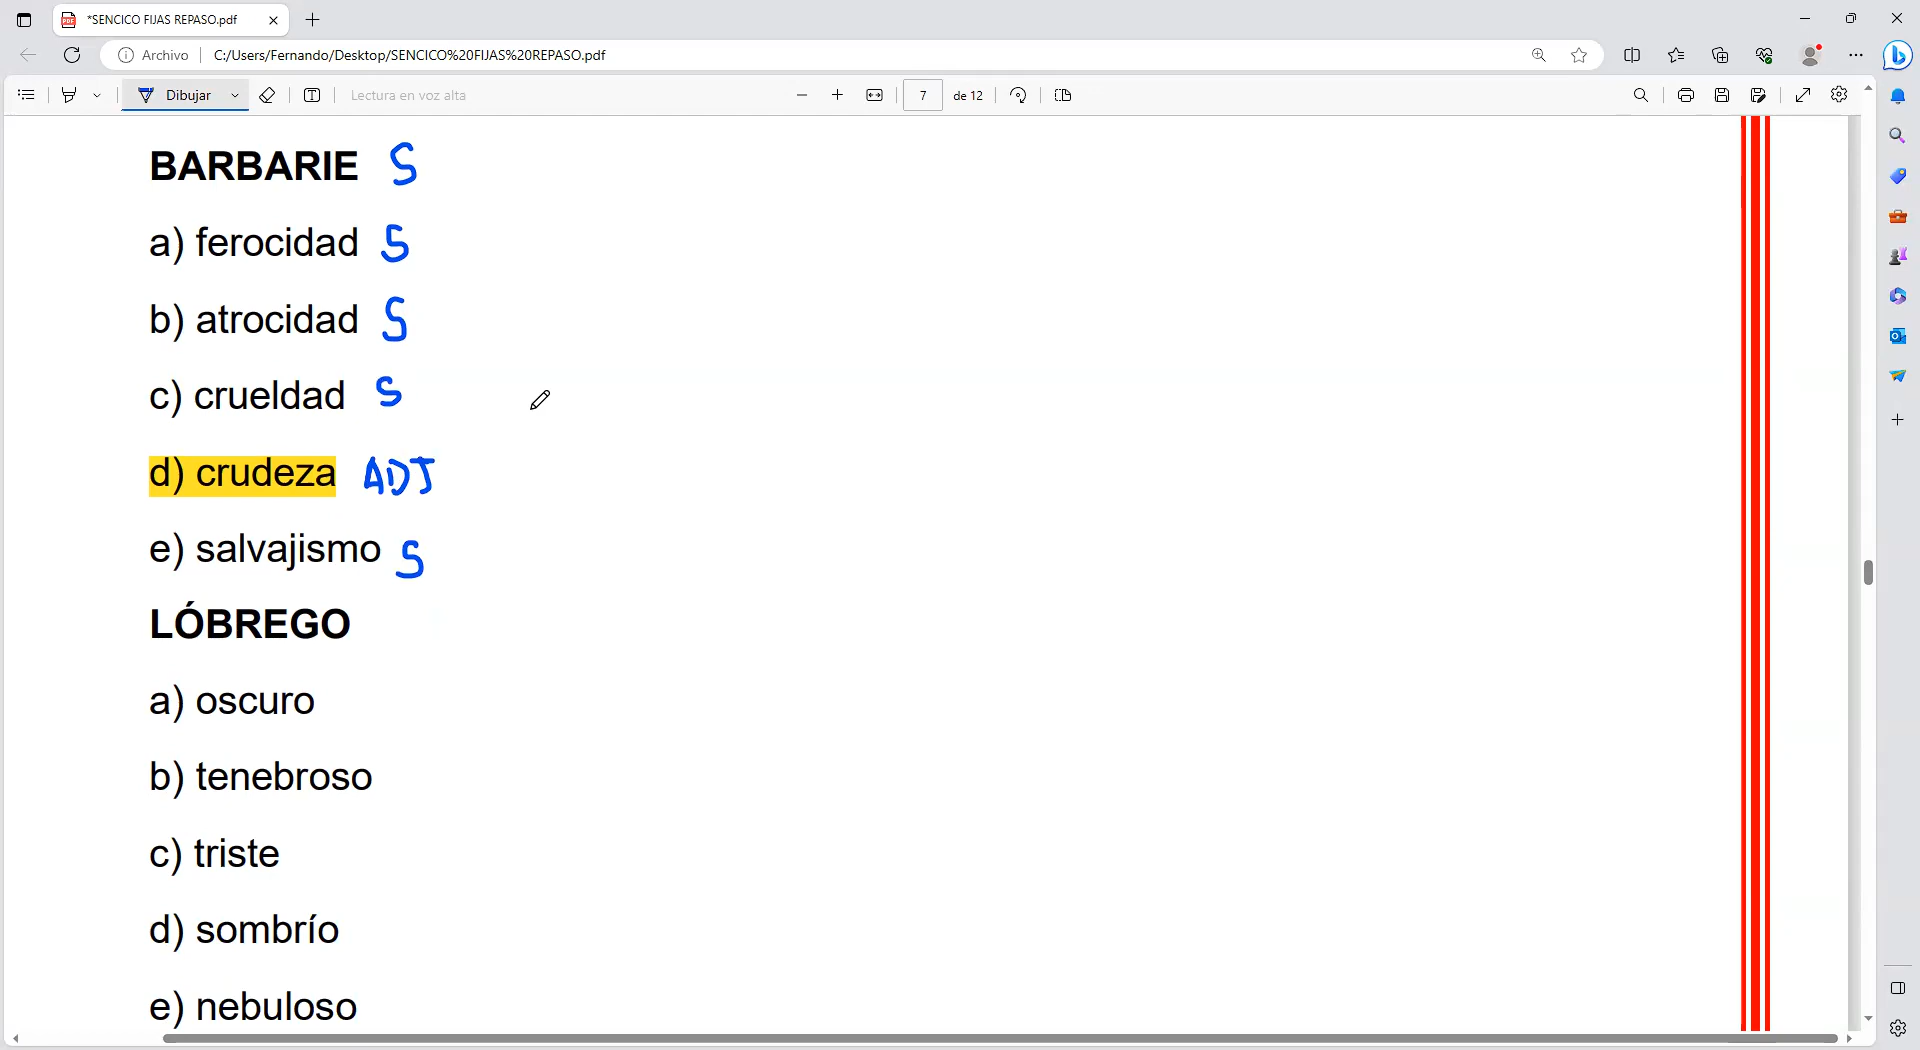 *SENCICO FIJAS REPASO.pdf
Archivo C:/Users/Fernando/Desktop/SENCICO%20FIJAS%20REPASO.pdf
Dibujar Lectura en voz alta 7 de 12
BARBARIE S
a) ferocidad S
b) atrocidad S
c) crueldad S
d) crudeza ADJ
e) salvajismo S
LÓBREGO
a) oscuro
b) tenebroso
c) triste
d) sombrío
e) nebuloso